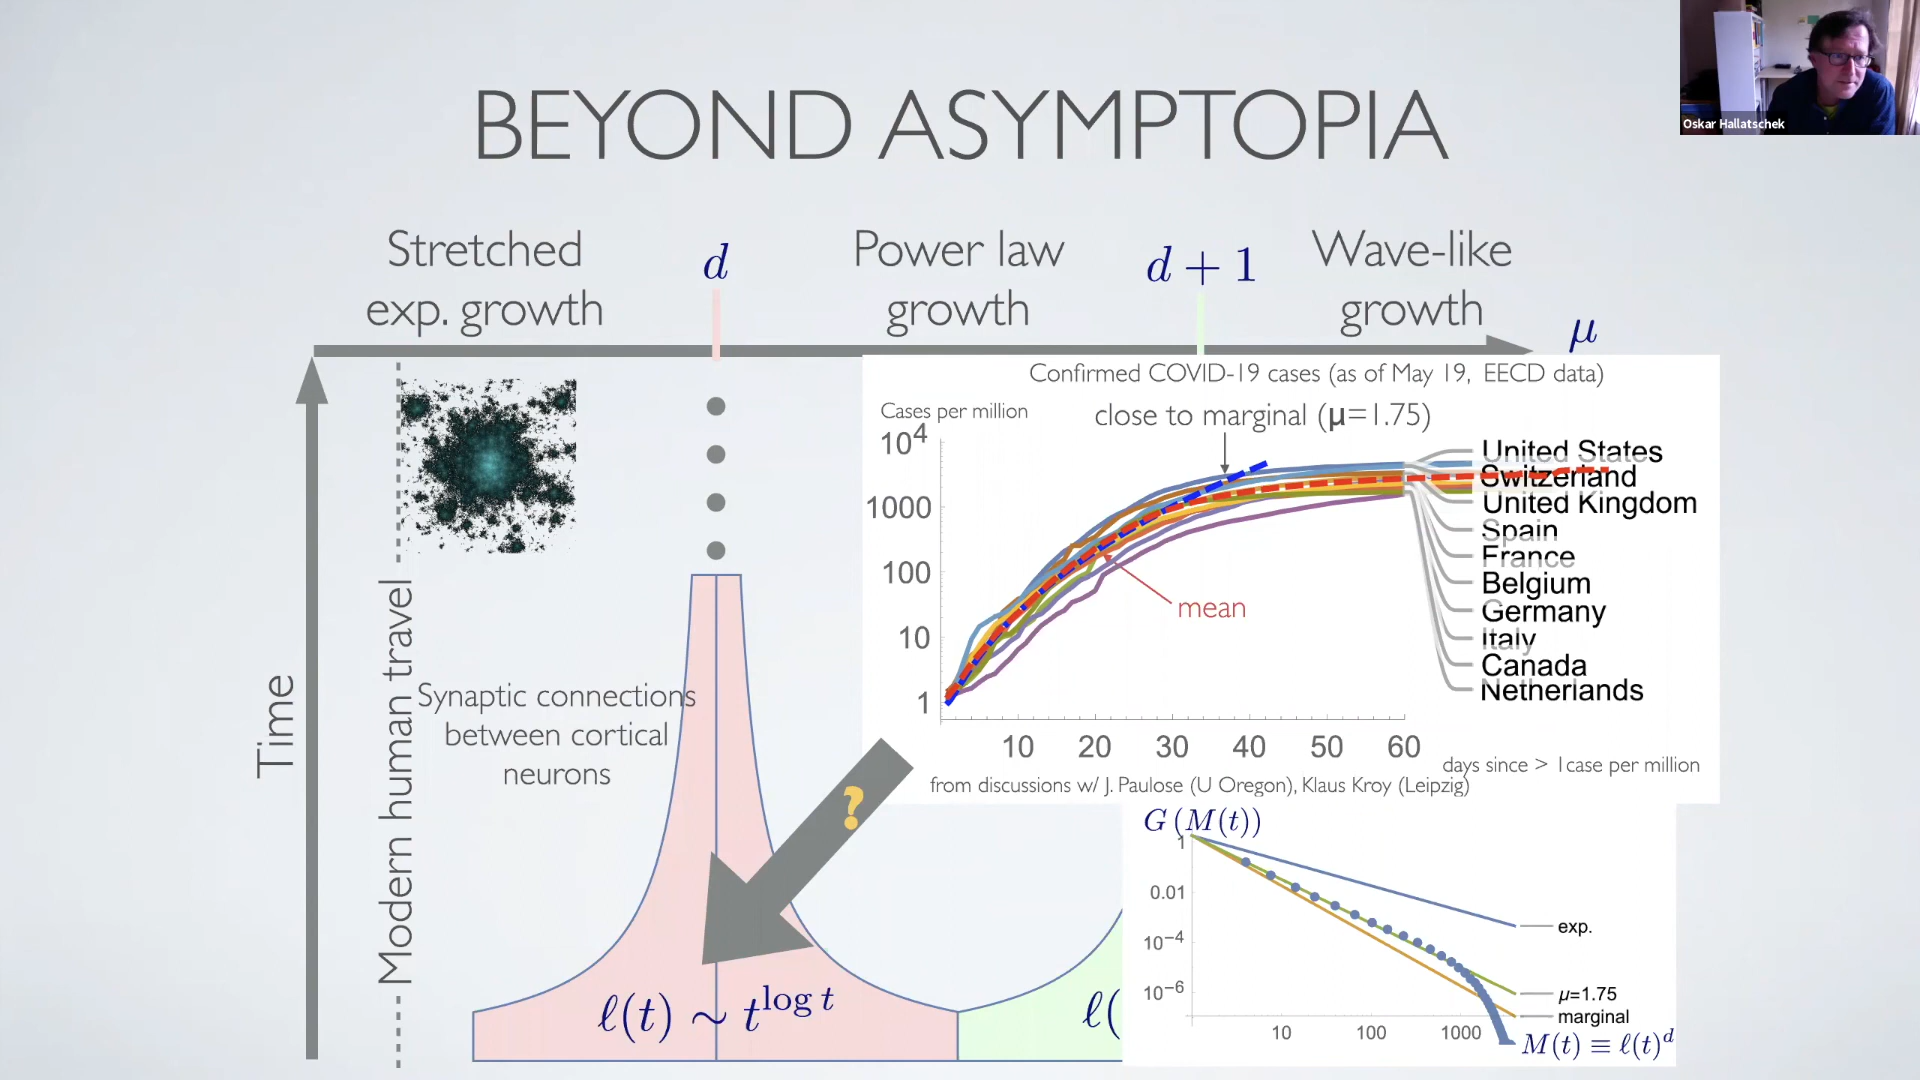 Oskar Hallatschek
BEYOND ASYMPTOPIA
Stretched
exp. growth
d
Power law
growth
d + 1
Wave-like
growth
μ
Time
Modern human travel
Synaptic connections
between cortical
neurons
ℓ(t) ∼ t^log t
ℓ(
?
Confirmed COVID-19 cases (as of May 19, EECD data)
Cases per million
close to marginal (μ=1.75)
10^4
1000
100
10
1
mean
10 20 30 40 50 60
days since > 1case per million
United States
Switzerland
United Kingdom
Spain
France
Belgium
Germany
Italy
Canada
Netherlands
from discussions w/ J. Paulose (U Oregon), Klaus Kroy (Leipzig)
G (M(t))
1
0.01
10^−4
10^−6
10 100 1000
exp.
μ=1.75
marginal
M(t) ≡ ℓ(t)^d